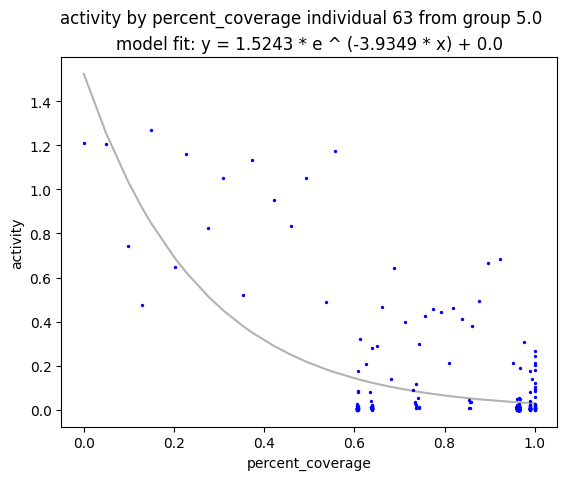 activity by percent_coverage individual 63 from group 5.0
model fit: y = 1.5243 * e ^ (-3.9349 * x) + 0.0
1.4
1.2
1.0
0.8
0.6
0.4
0.2
0.0
activity
0.0 0.2 0.4 0.6 0.8 1.0
percent_coverage